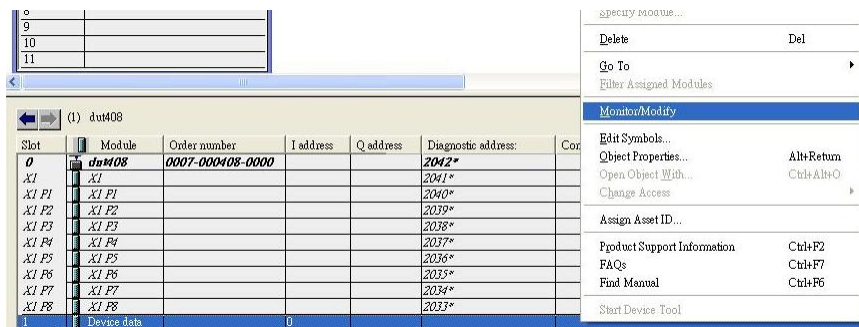 8
9
10
11
(1) dut408
Slot Module Order number I address Q address Diagnostic address: Con
0 dut408 0007-000408-0000 2042*
X1 X1 2041*
X1 P1 X1 P1 2040*
X1 P2 X1 P2 2039*
X1 P3 X1 P3 2038*
X1 P4 X1 P4 2037*
X1 P5 X1 P5 2036*
X1 P6 X1 P6 2035*
X1 P7 X1 P7 2034*
X1 P8 X1 P8 2033*
1 Device data 0
Specify Module...
Delete Del
Go To
Filter Assigned Modules
Monitor/Modify
Edit Symbols...
Object Properties... Alt+Return
Open Object With... Ctrl+Alt+O
Change Access
Assign Asset ID...
Product Support Information Ctrl+F2
FAQs Ctrl+F7
Find Manual Ctrl+F6
Start Device Tool